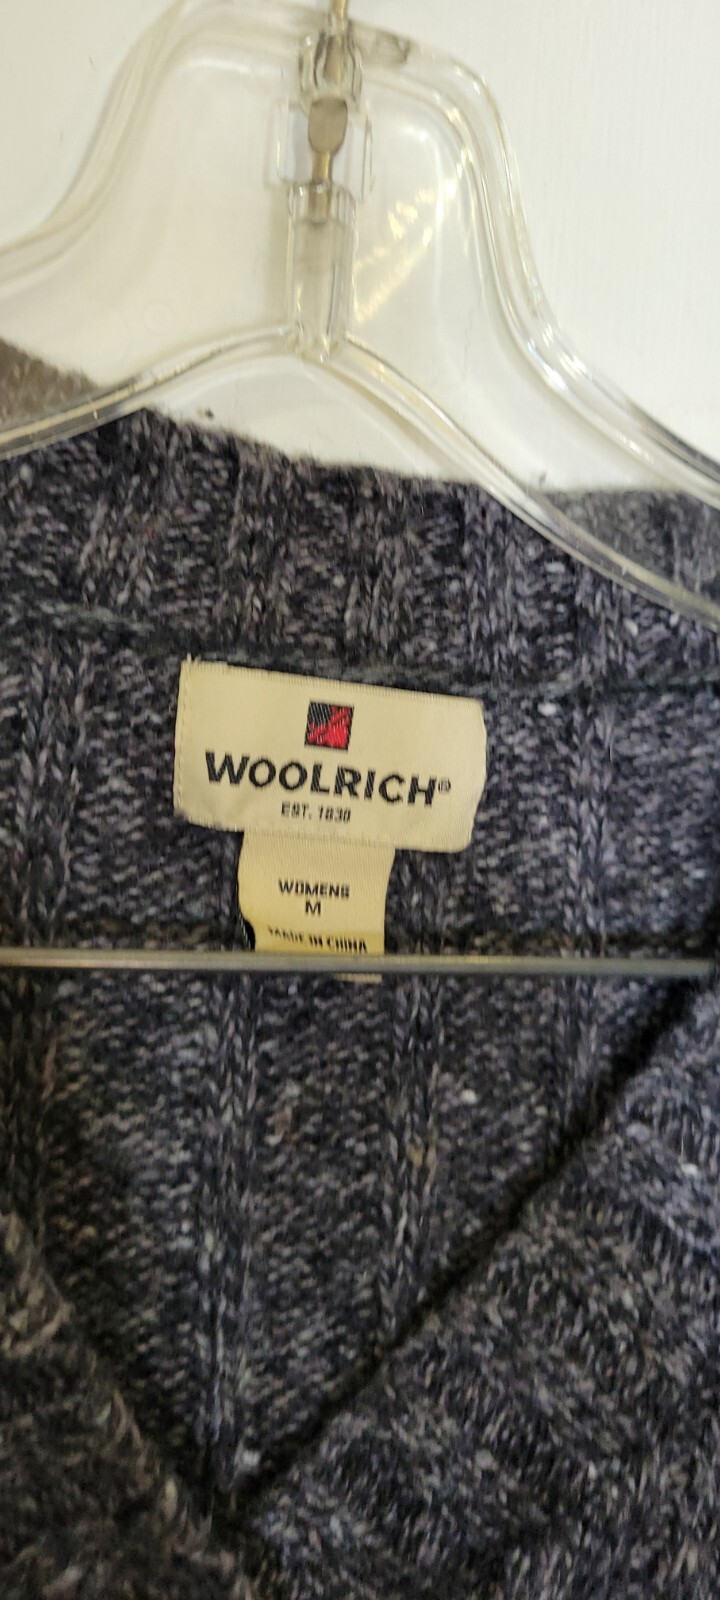 WOOLRICH®
EST. 1830
WOMENS
M
MADE IN CHINA